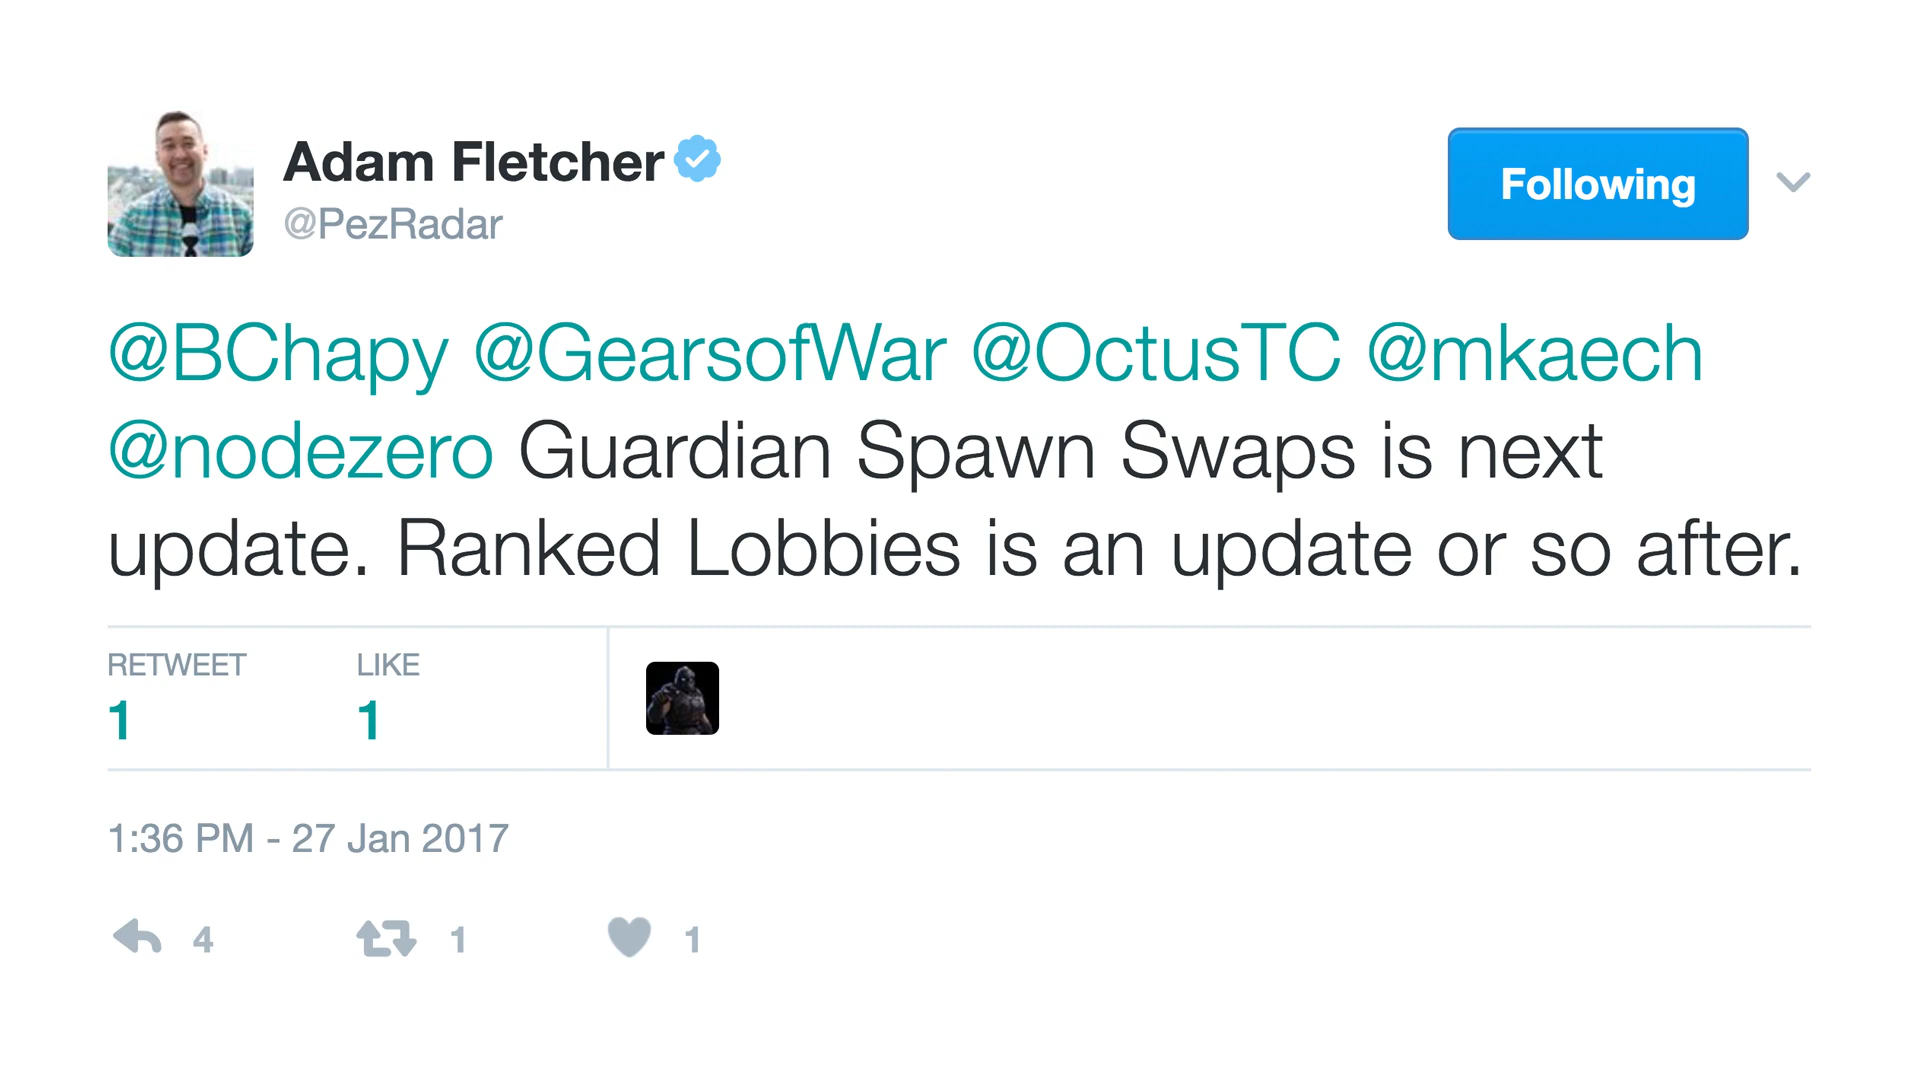 Adam Fletcher
@PezRadar
Following
@BChapy @GearsofWar @OctusTC @mkaech
@nodezero Guardian Spawn Swaps is next
update. Ranked Lobbies is an update or so after.
RETWEET LIKE
1 1
1:36 PM - 27 Jan 2017
4 1 1